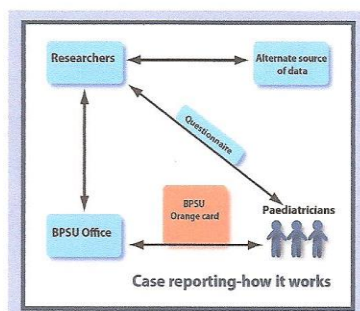 Researchers
Alternate source
of data
Questionnaire
BPSU
Orange card
Paediatricians
BPSU Office
Case reporting-how it works